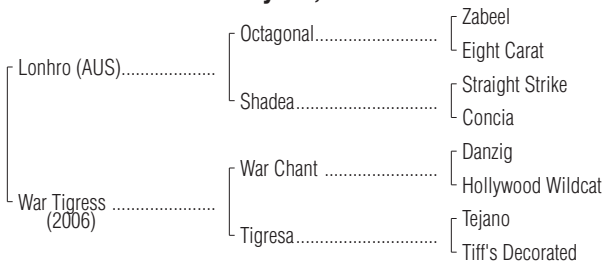 Zabeel
Octagonal
Eight Carat
Lonhro (AUS)
Straight Strike
Shadea
Concia
Danzig
War Chant
Hollywood Wildcat
War Tigress
(2006)
Tejano
Tigresa
Tiff's Decorated